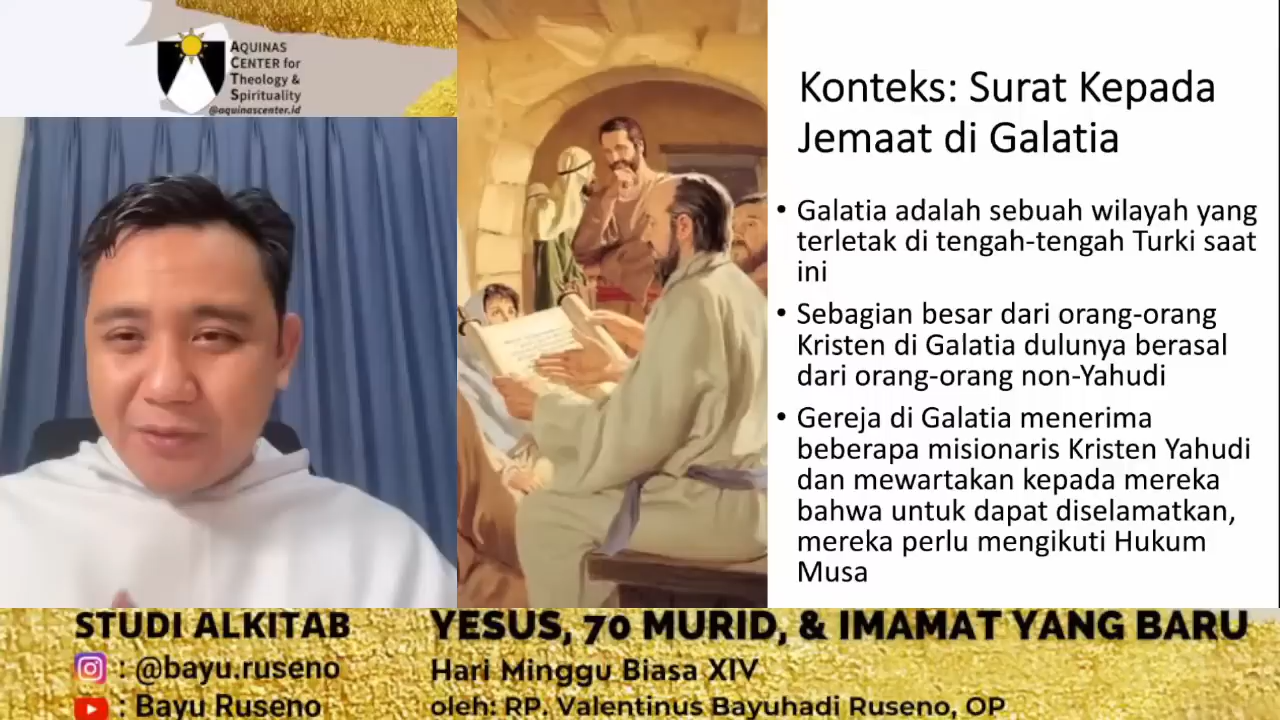 AQUINAS
CENTER for
Theology &
Spirituality
@aquinascenter.id
Konteks: Surat Kepada
Jemaat di Galatia
• Galatia adalah sebuah wilayah yang
terletak di tengah-tengah Turki saat
ini
• Sebagian besar dari orang-orang
Kristen di Galatia dulunya berasal
dari orang-orang non-Yahudi
• Gereja di Galatia menerima
beberapa misionaris Kristen Yahudi
dan mewartakan kepada mereka
bahwa untuk dapat diselamatkan,
mereka perlu mengikuti Hukum
Musa
STUDI ALKITAB
: @bayu.ruseno
: Bayu Ruseno
YESUS, 70 MURID, & IMAMAT YANG BARU
Hari Minggu Biasa XIV
oleh: RP. Valentinus Bayuhadi Ruseno, OP